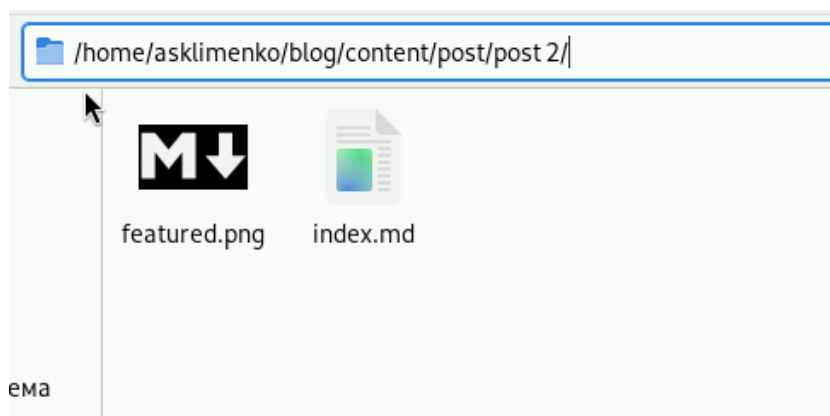 /home/asklimenko/blog/content/post/post 2/
M
featured.png
index.md
ема